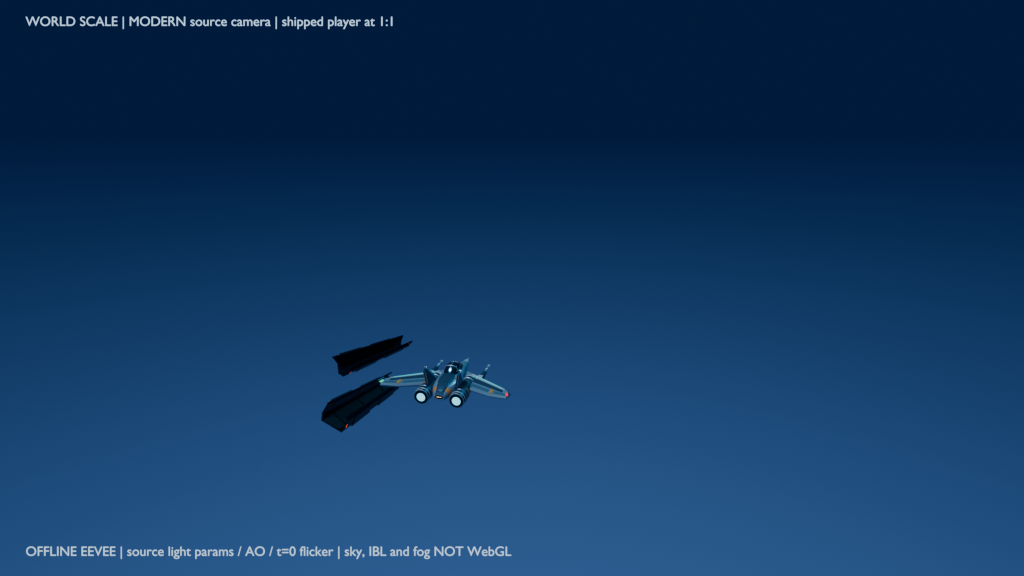 WORLD SCALE | MODERN source camera | shipped player at 1:1
OFFLINE EEVEE | source light params / AO / t=0 flicker | sky, IBL and fog NOT WebGL